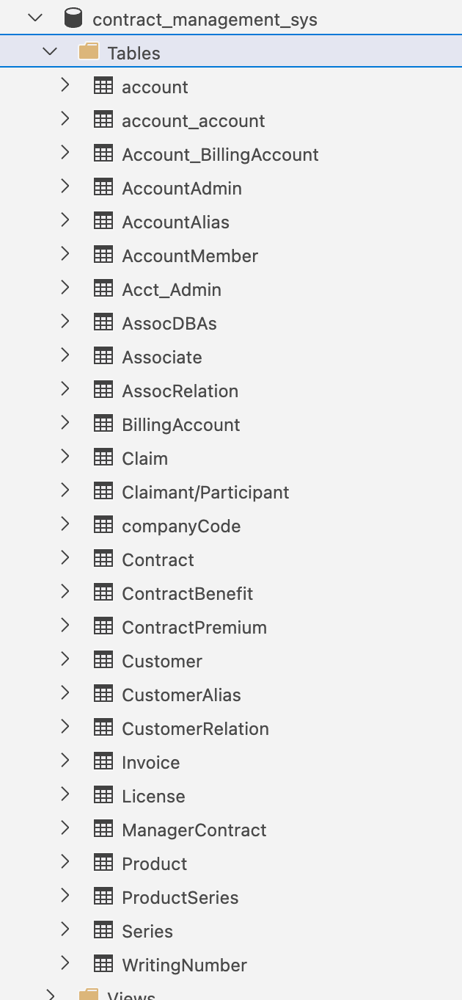 contract_management_sys
Tables
account
account_account
Account_BillingAccount
AccountAdmin
AccountAlias
AccountMember
Acct_Admin
AssocDBAs
Associate
AssocRelation
BillingAccount
Claim
Claimant/Participant
companyCode
Contract
ContractBenefit
ContractPremium
Customer
CustomerAlias
CustomerRelation
Invoice
License
ManagerContract
Product
ProductSeries
Series
WritingNumber
Views